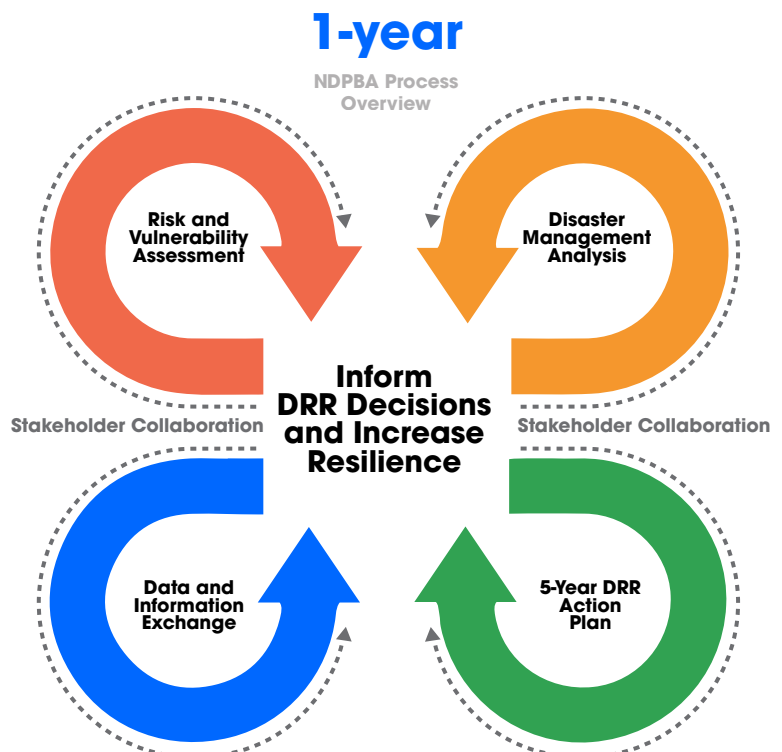 1-year
NDPBA Process
Overview
Risk and
Vulnerability
Assessment
Disaster
Management
Analysis
Inform
DRR Decisions
and Increase
Resilience
Stakeholder Collaboration
Stakeholder Collaboration
Data and
Information
Exchange
5-Year DRR
Action
Plan